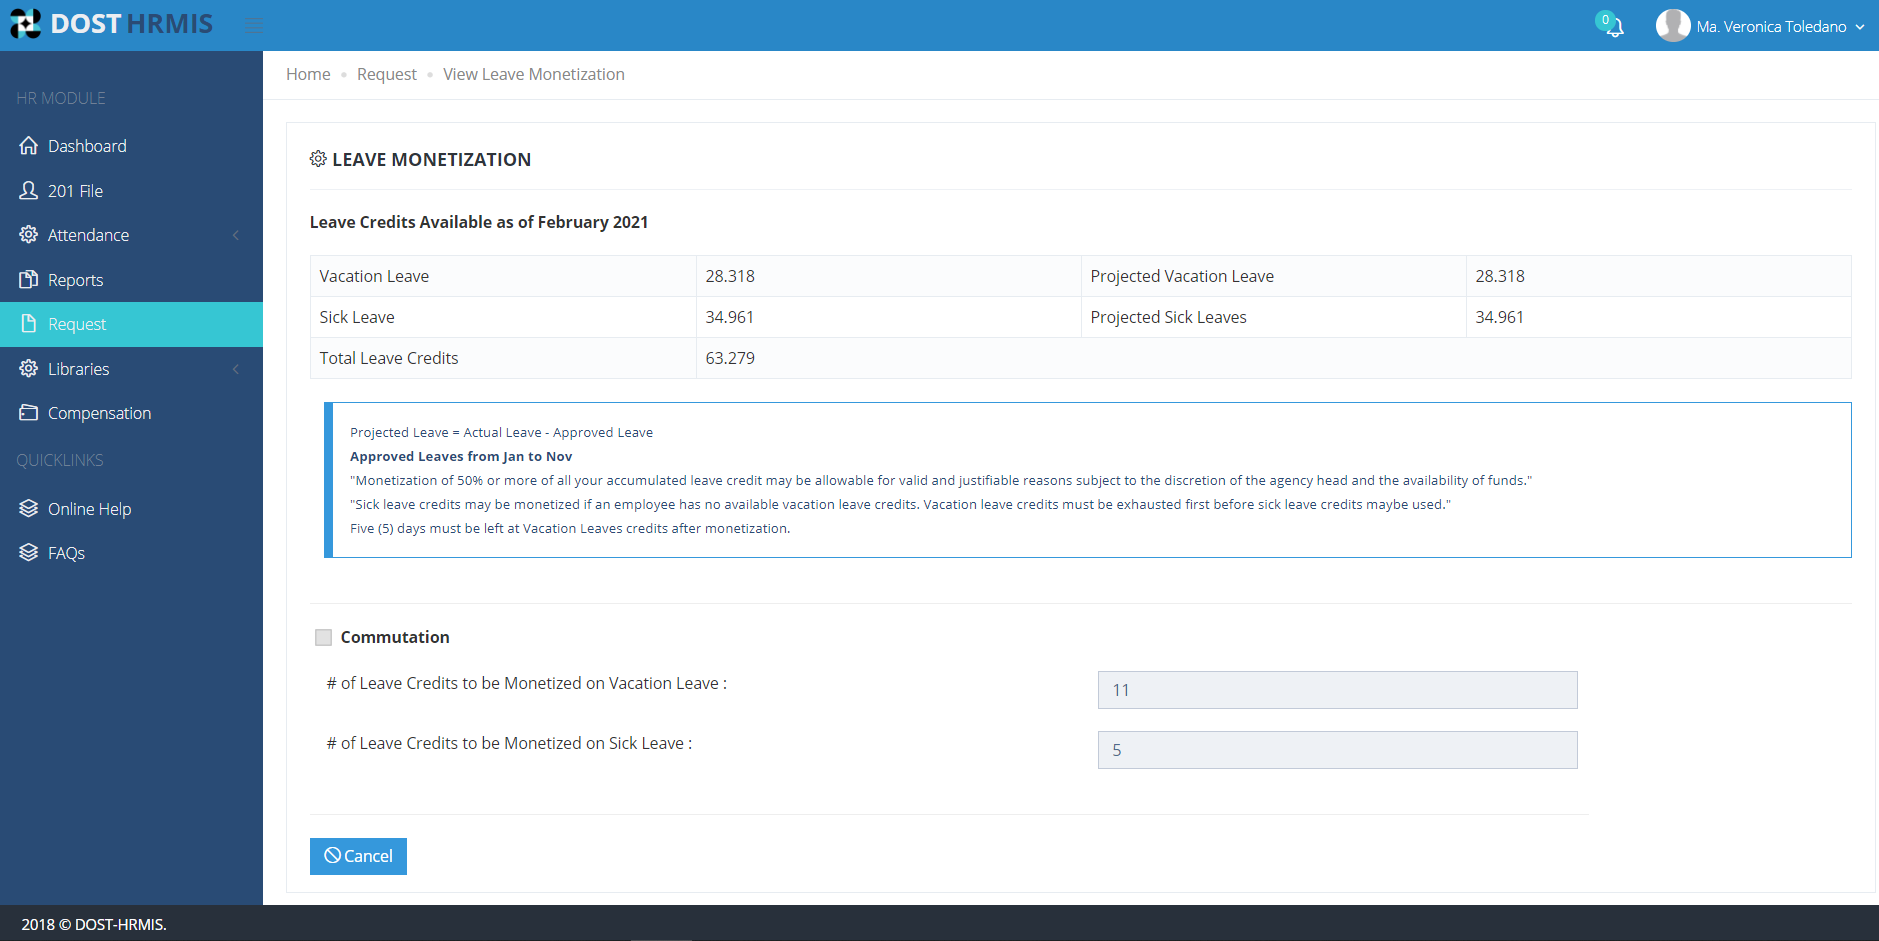 DOST HRMIS
0
Ma. Veronica Toledano
Home • Request • View Leave Monetization
HR MODULE
Dashboard
201 File
Attendance
Reports
Request
Libraries
Compensation
QUICKLINKS
Online Help
FAQs
LEAVE MONETIZATION
Leave Credits Available as of February 2021
Vacation Leave 28.318 Projected Vacation Leave 28.318
Sick Leave 34.961 Projected Sick Leaves 34.961
Total Leave Credits 63.279
Projected Leave = Actual Leave - Approved Leave
Approved Leaves from Jan to Nov
"Monetization of 50% or more of all your accumulated leave credit may be allowable for valid and justifiable reasons subject to the discretion of the agency head and the availability of funds."
"Sick leave credits may be monetized if an employee has no available vacation leave credits. Vacation leave credits must be exhausted first before sick leave credits maybe used."
Five (5) days must be left at Vacation Leaves credits after monetization.
Commutation
# of Leave Credits to be Monetized on Vacation Leave : 11
# of Leave Credits to be Monetized on Sick Leave : 5
Cancel
2018 © DOST-HRMIS.